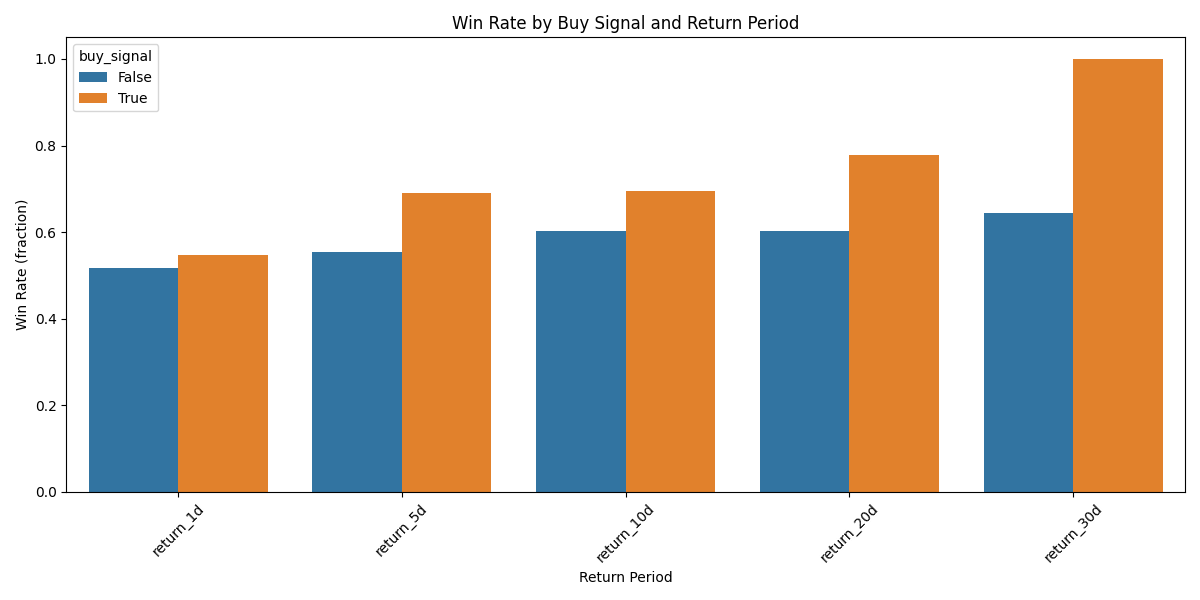 Win Rate by Buy Signal and Return Period
buy_signal
False
True
Win Rate (fraction)
1.0
0.8
0.6
0.4
0.2
0.0
return_1d
return_5d
return_10d
return_20d
return_30d
Return Period